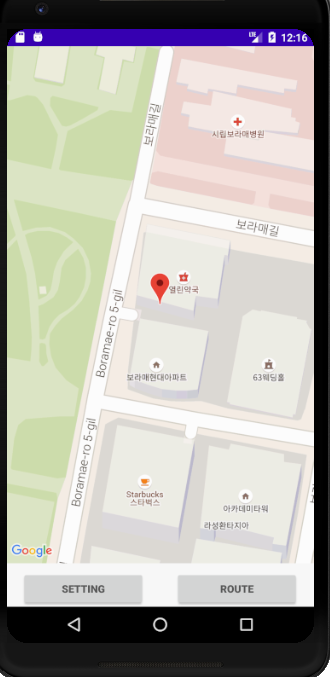 LTE 12:16
보라매길
시립보라매병원
보라매길
열린약국
Boramae-ro 5-gil
보라매현대아파트
63웨딩홀
Boramae-ro 5-gil
Starbucks
스타벅스
아카데미타워
라성환타지아
Google
SETTING
ROUTE